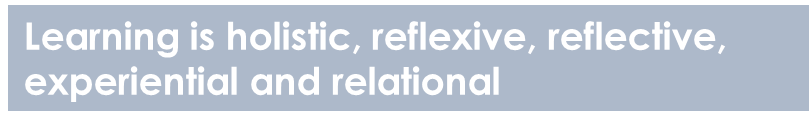 Learning is holistic, reflexive, reflective,
experiential and relational